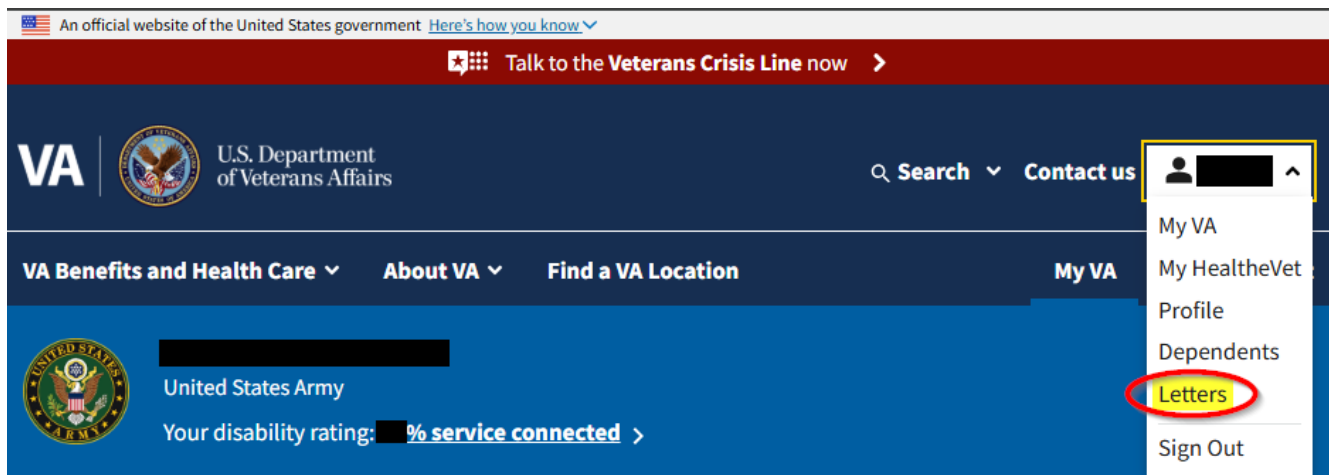 An official website of the United States government Here's how you know
Talk to the Veterans Crisis Line now
VA
U.S. Department
of Veterans Affairs
Search
Contact us
My VA
My HealtheVet
Profile
Dependents
Letters
Sign Out
VA Benefits and Health Care
About VA
Find a VA Location
My VA
United States Army
Your disability rating: % service connected